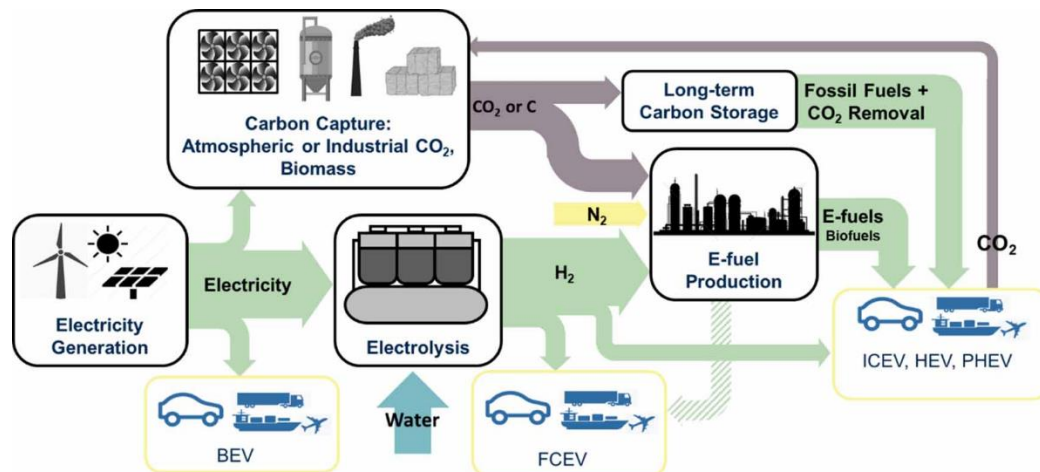 Carbon Capture:
Atmospheric or Industrial CO₂,
Biomass
CO₂ or C
Long-term
Carbon Storage
Fossil Fuels +
CO₂ Removal
N₂
E-fuel
Production
E-fuels
Biofuels
CO₂
Electricity
Generation
Electricity
Electrolysis
H₂
ICEV, HEV, PHEV
BEV
Water
FCEV